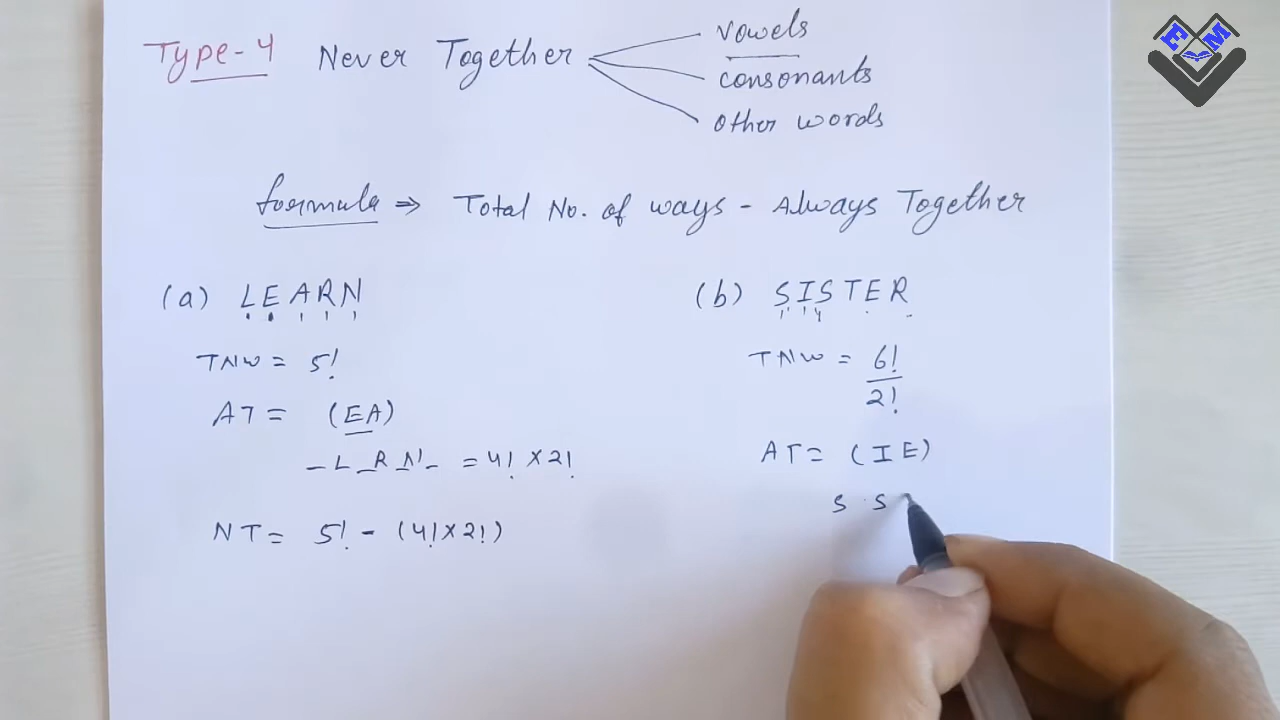 Type-4 Never Together
vowels
consonants
other words
formula ⇒ Total No. of ways - Always Together
(a) LEARN
TNW = 5!
AT = (EA)
_ L _ R _ N _ = 4! × 2!
NT = 5! - (4! × 2!)
(b) SISTER
TNW = 6!
2!
AT = (IE)
S S
EM